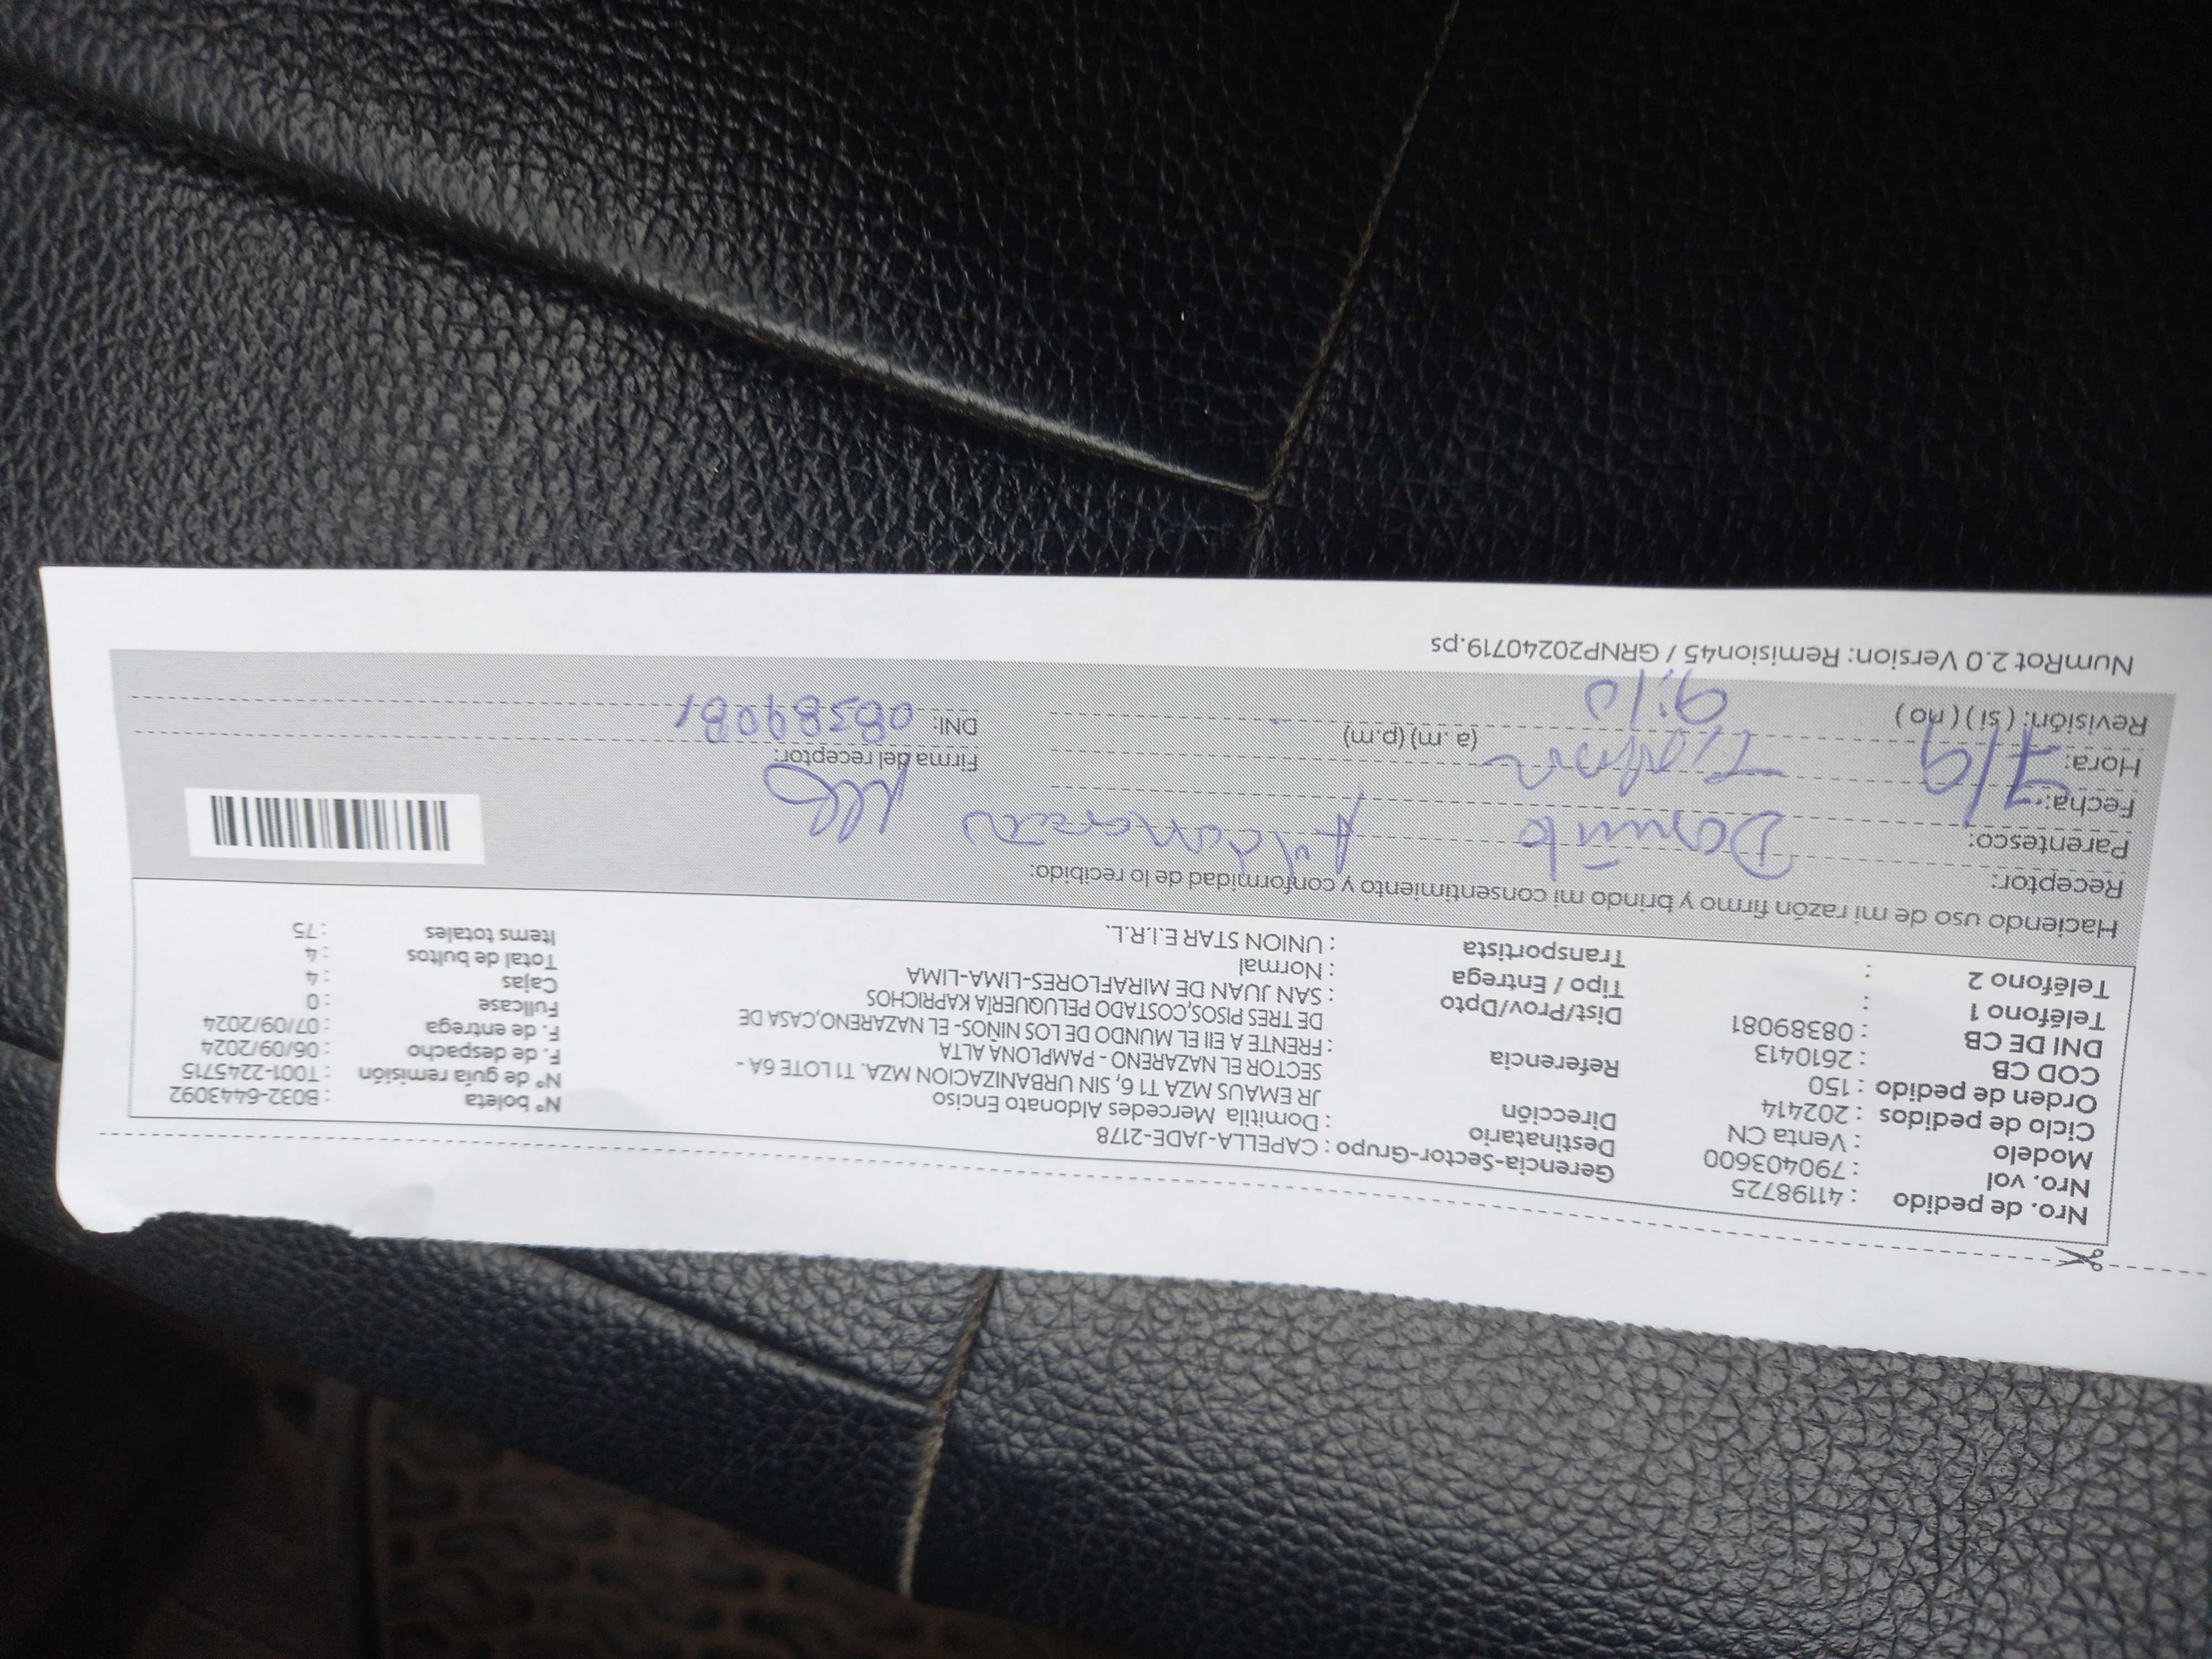 Nro. de pedido : 41198725
Nro. vol : 790403600
Modelo : Venta CN
Ciclo de pedidos : 202414
Orden de pedido : 150
COD CB : 2610413
DNI DE CB : 08389081
Teléfono 1 :
Teléfono 2 :
Gerencia-Sector-Grupo : CAPELLA-JADE-2178
Destinatario : Domitila Mercedes Aldonato Enciso
Dirección JR EMAUS MZA T1 6, SIN URBANIZACION MZA. T1 LOTE 6A -
SECTOR EL NAZARENO - PAMPLONA ALTA
Referencia : FRENTE A EII EL MUNDO DE LOS NIÑOS- EL NAZARENO,CASA DE
DE TRES PISOS,COSTADO PELUQUERÍA KAPRICHOS
Dist/Prov/Dpto : SAN JUAN DE MIRAFLORES-LIMA-LIMA
Tipo / Entrega : Normal
Transportista : UNION STAR E.I.R.L.
N° boleta : B032-6443092
N° de guía remisión : T001-2245715
F. de despacho : 06/09/2024
F. de entrega : 07/09/2024
Fullcase : 0
Cajas : 4
Total de bultos : 4
Items totales : 75
Haciendo uso de mi razón firmo y brindo mi consentimiento y conformidad de lo recibido:
Receptor:
Parentesco:
Fecha: 7/9
Hora: (a.m) (p.m)
Revisión: (si) (no) 9:10
Firma del receptor:
DNI: 08389081
NumRot 2.0 Version: Remision45 / GRNP20240719.ps